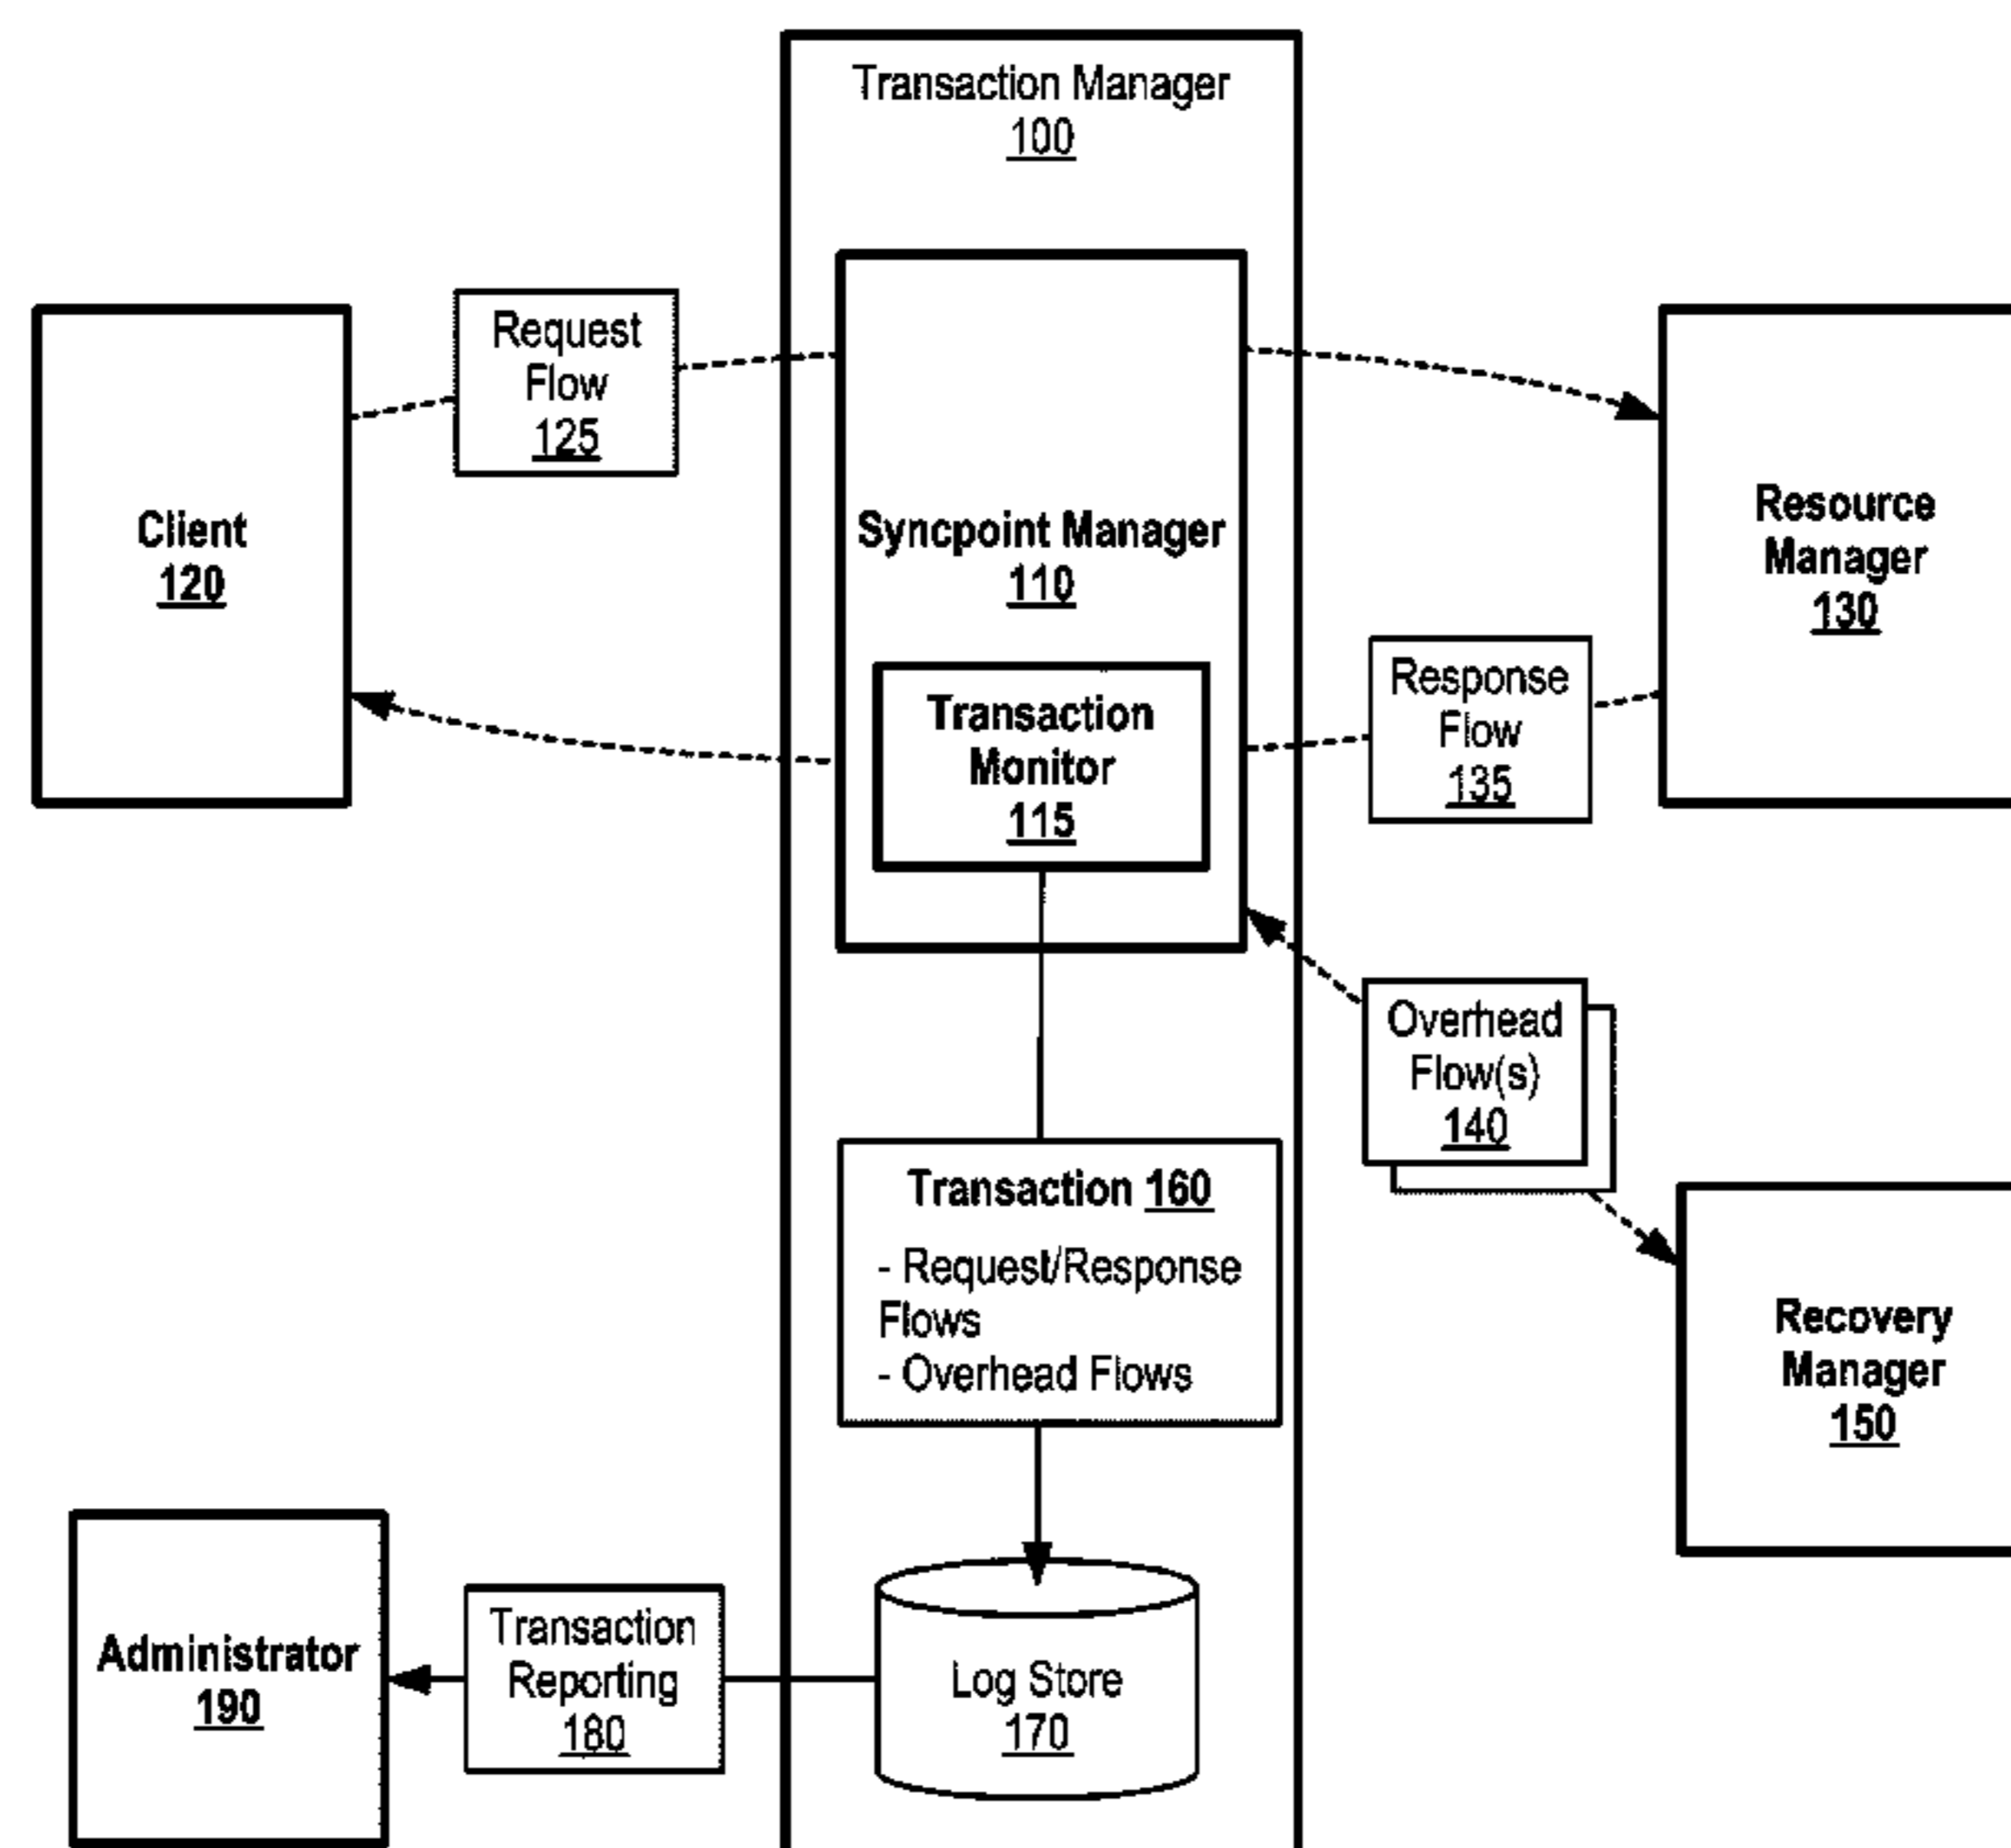 Transaction Manager
100
Request
Flow
125
Client
120
Syncpoint Manager
110
Resource
Manager
130
Transaction
Monitor
115
Response
Flow
135
Overhead
Flow(s)
140
Transaction 160
- Request/Response
Flows
- Overhead Flows
Recovery
Manager
150
Administrator
190
Transaction
Reporting
180
Log Store
170